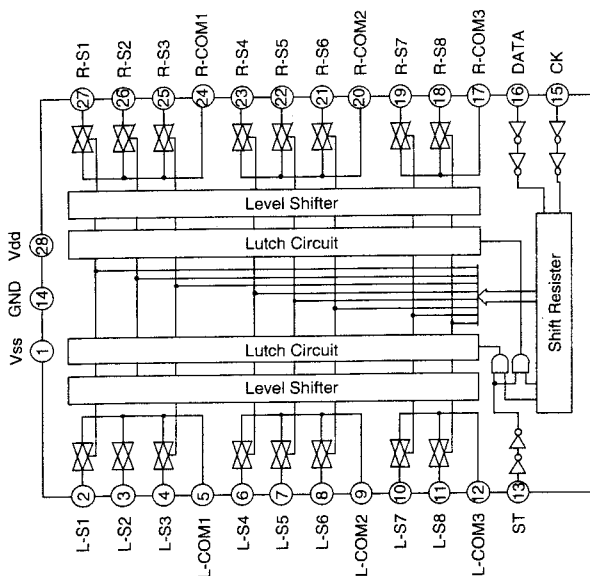 27 R-S1
26 R-S2
25 R-S3
24 R-COM1
23 R-S4
22 R-S5
21 R-S6
20 R-COM2
19 R-S7
18 R-S8
17 R-COM3
16 DATA
15 CK
Vdd 28
GND 14
Vss 1
Level Shifter
Lutch Circuit
Lutch Circuit
Level Shifter
Shift Resister
L-S1 2
L-S2 3
L-S3 4
L-COM1 5
L-S4 6
L-S5 7
L-S6 8
L-COM2 9
L-S7 10
L-S8 11
L-COM3 12
ST 13